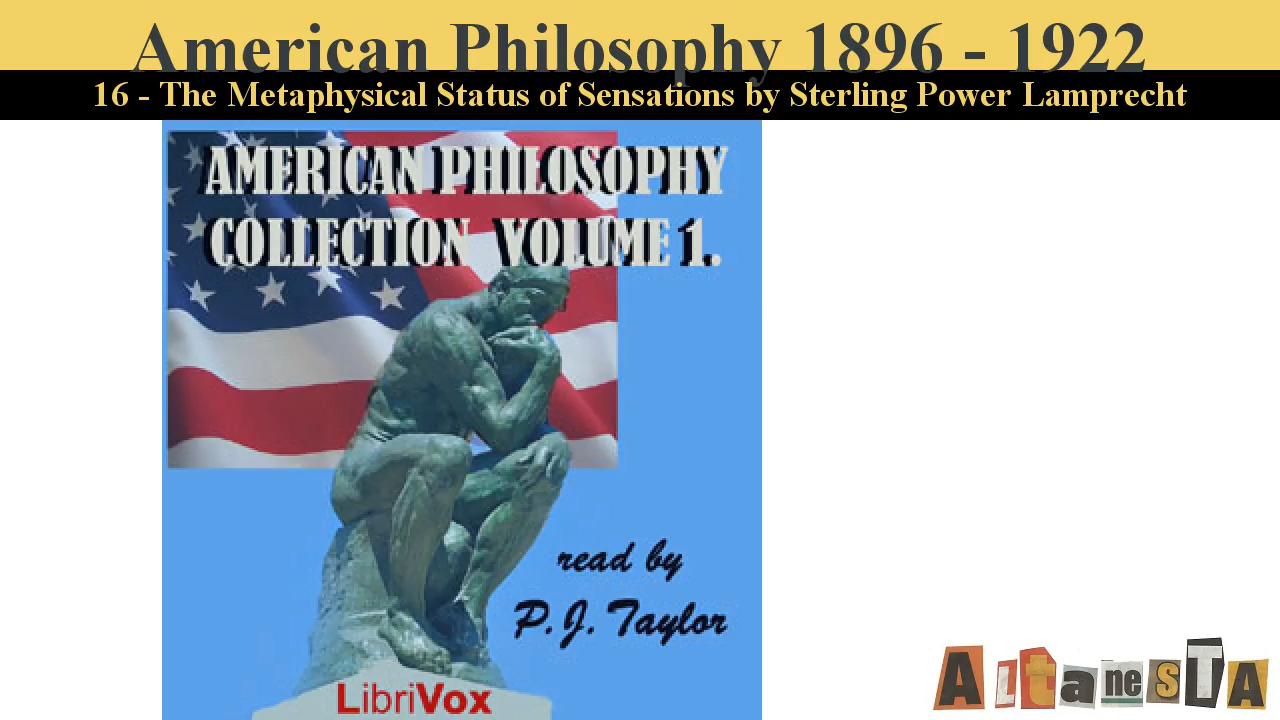 American Philosophy 1896 - 1922
16 - The Metaphysical Status of Sensations by Sterling Power Lamprecht
AMERICAN PHILOSOPHY
COLLECTION VOLUME 1.
read by
P.J. Taylor
LibriVox
AltanesTA